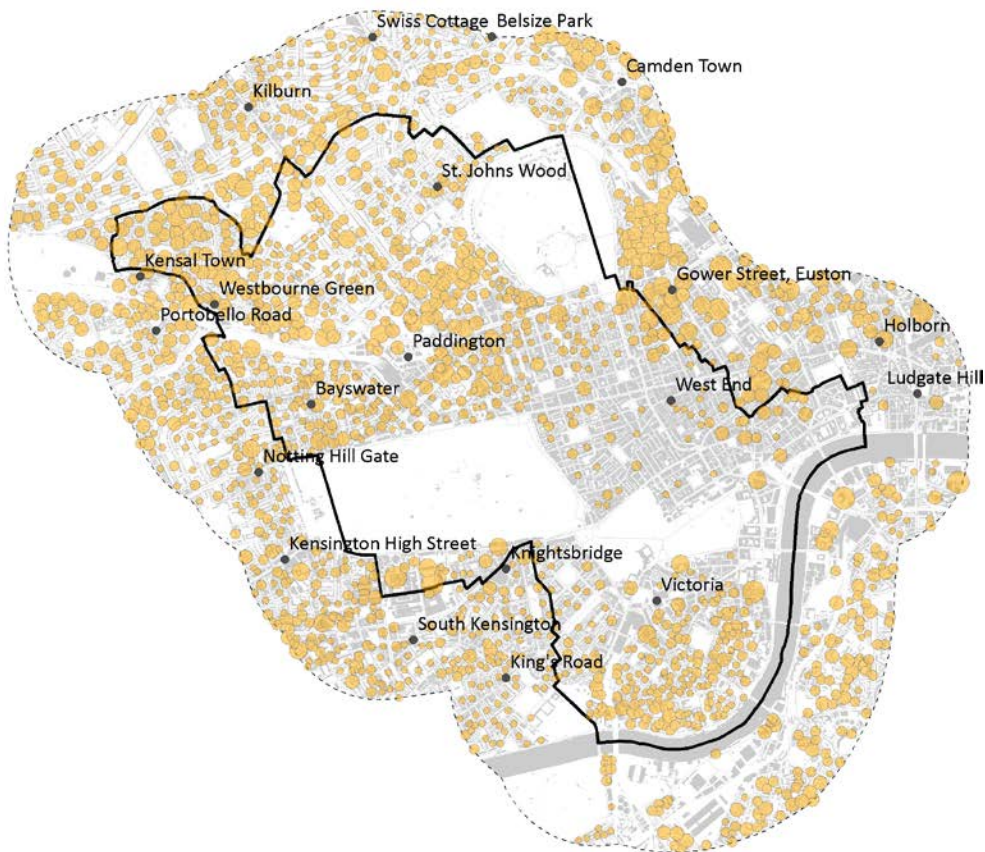 Swiss Cottage
Belsize Park
Camden Town
Kilburn
St. Johns Wood
Kensal Town
Gower Street, Euston
Westbourne Green
Portobello Road
Holborn
Paddington
Ludgate Hill
Bayswater
West End
Notting Hill Gate
Kensington High Street
Knightsbridge
Victoria
South Kensington
King's Road